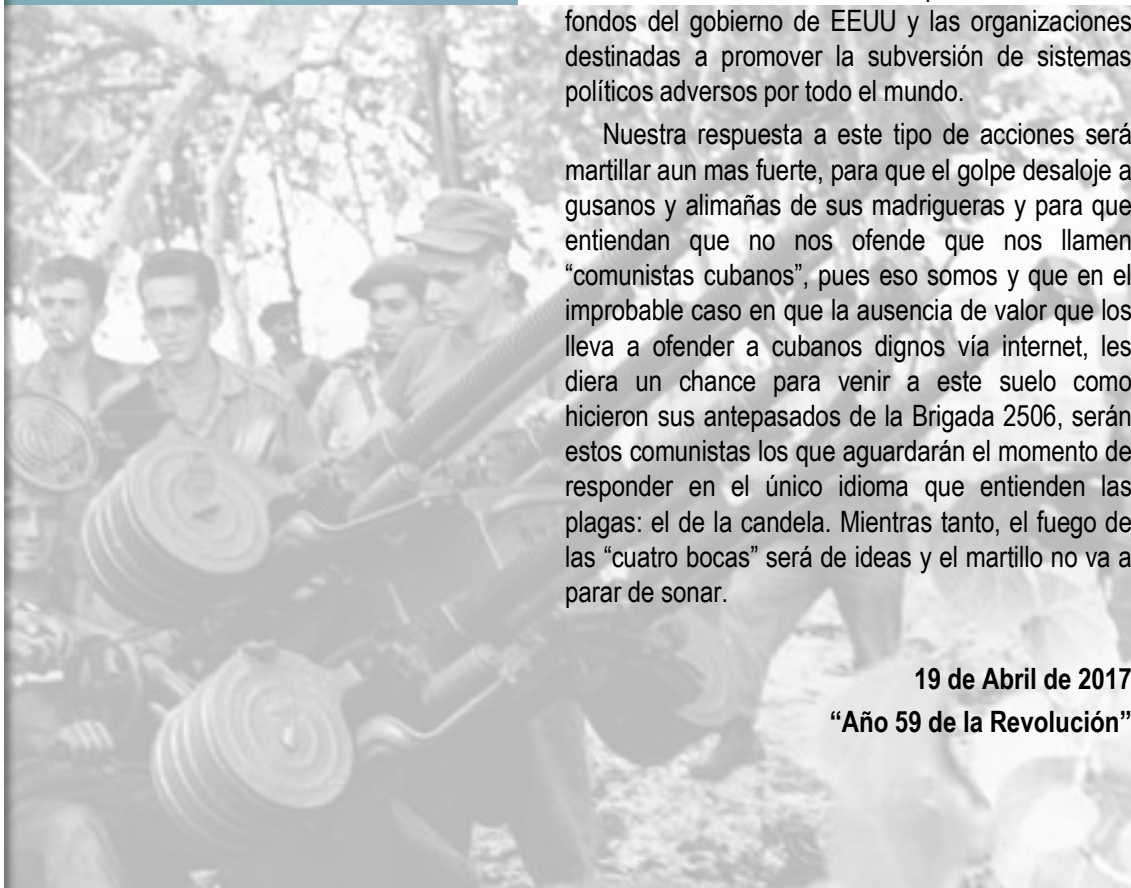 fondos del gobierno de EEUU y las organizaciones
destinadas a promover la subversión de sistemas
políticos adversos por todo el mundo.
Nuestra respuesta a este tipo de acciones será
martillar aun mas fuerte, para que el golpe desaloje a
gusanos y alimañas de sus madrigueras y para que
entiendan que no nos ofende que nos llamen
“comunistas cubanos”, pues eso somos y que en el
improbable caso en que la ausencia de valor que los
lleva a ofender a cubanos dignos vía internet, les
diera un chance para venir a este suelo como
hicieron sus antepasados de la Brigada 2506, serán
estos comunistas los que aguardarán el momento de
responder en el único idioma que entienden las
plagas: el de la candela. Mientras tanto, el fuego de
las “cuatro bocas” será de ideas y el martillo no va a
parar de sonar.
19 de Abril de 2017
“Año 59 de la Revolución”